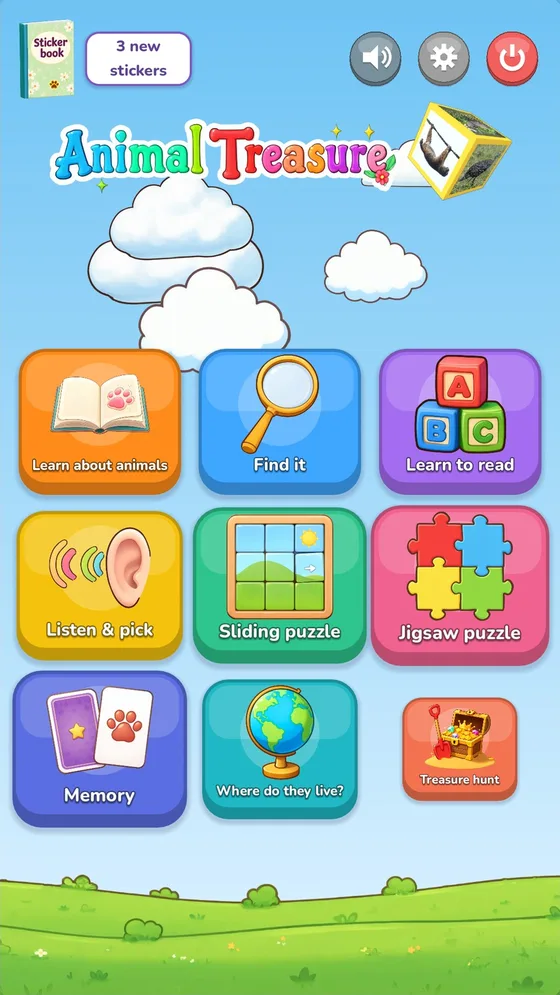 Sticker
book
3 new
stickers
Animal Treasure
Learn about animals
Find it
A
B C
Learn to read
Listen & pick
Sliding puzzle
Jigsaw puzzle
Memory
Where do they live?
Treasure hunt